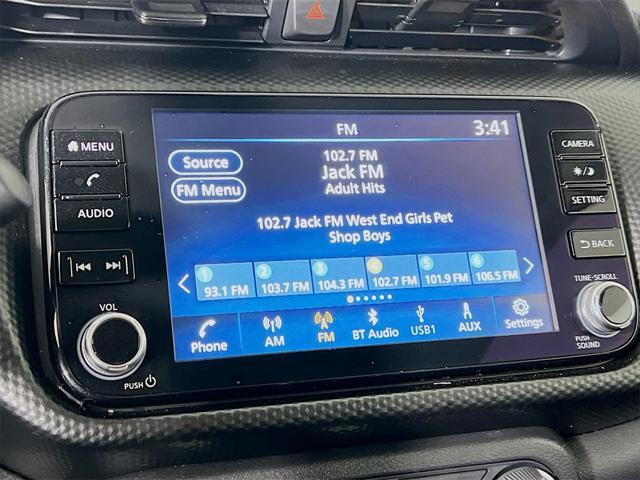 MENU
AUDIO
VOL
PUSH
FM
3:41
Source
FM Menu
102.7 FM
Jack FM
Adult Hits
102.7 Jack FM West End Girls Pet
Shop Boys
1 93.1 FM
2 103.7 FM
3 104.3 FM
4 102.7 FM
5 101.9 FM
6 106.5 FM
Phone
AM
FM
BT Audio
USB1
AUX
Settings
CAMERA
SETTING
BACK
TUNE-SCROLL
PUSH
SOUND